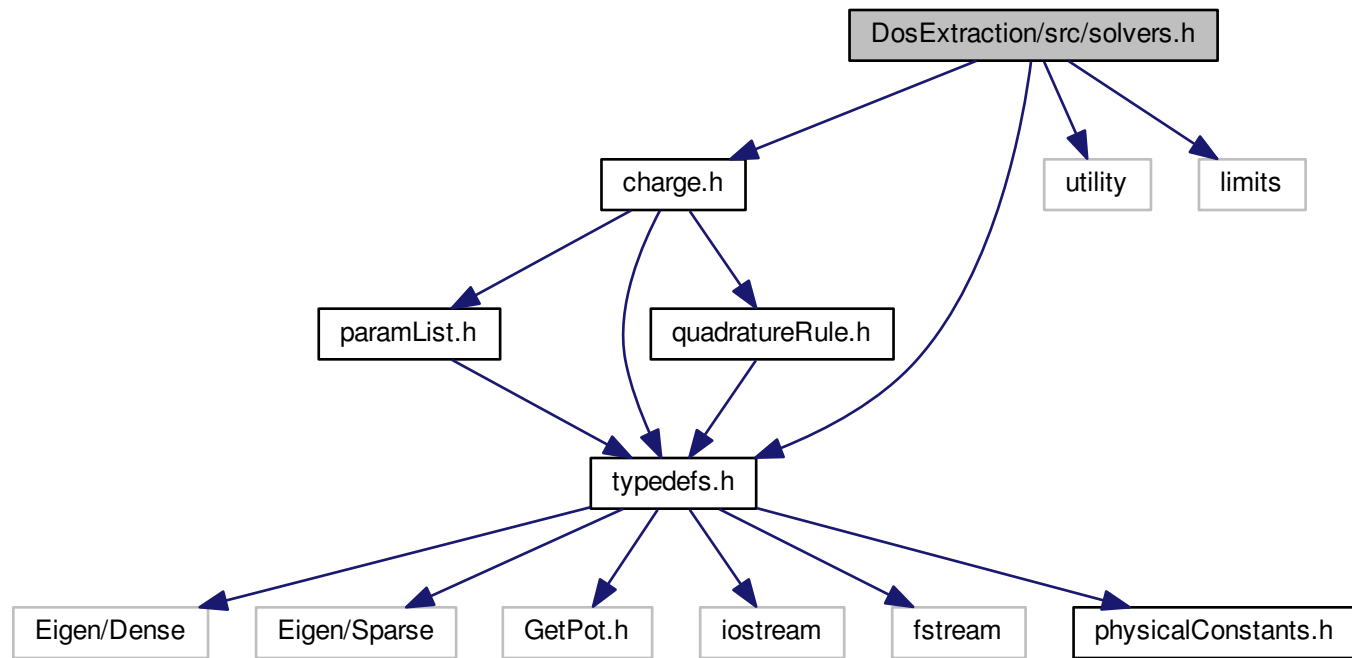 DosExtraction/src/solvers.h
charge.h
utility
limits
paramList.h
quadratureRule.h
typedefs.h
Eigen/Dense
Eigen/Sparse
GetPot.h
iostream
fstream
physicalConstants.h